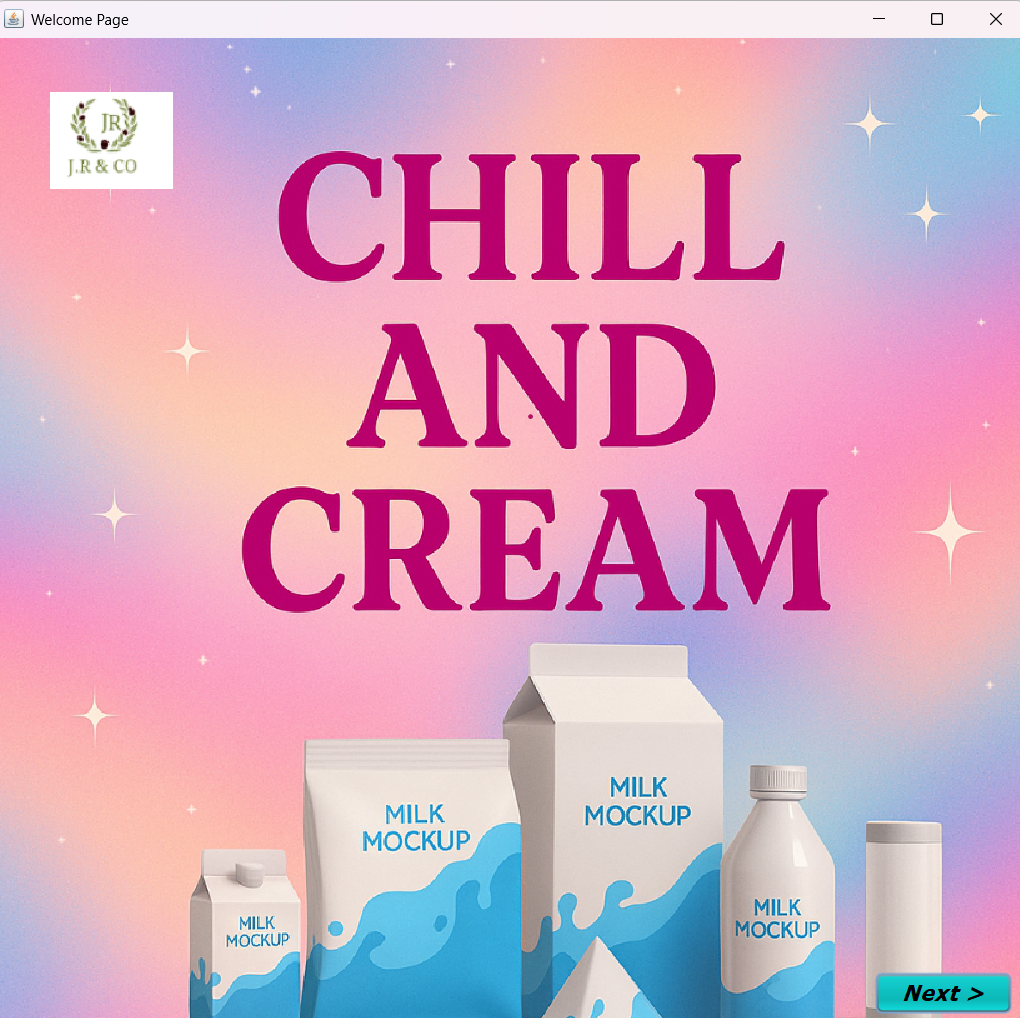 Welcome Page
JR
J.R & CO
CHILL
AND
CREAM
MILK
MOCKUP
MILK
MOCKUP
MILK
MOCKUP
MILK
MOCKUP
Next >